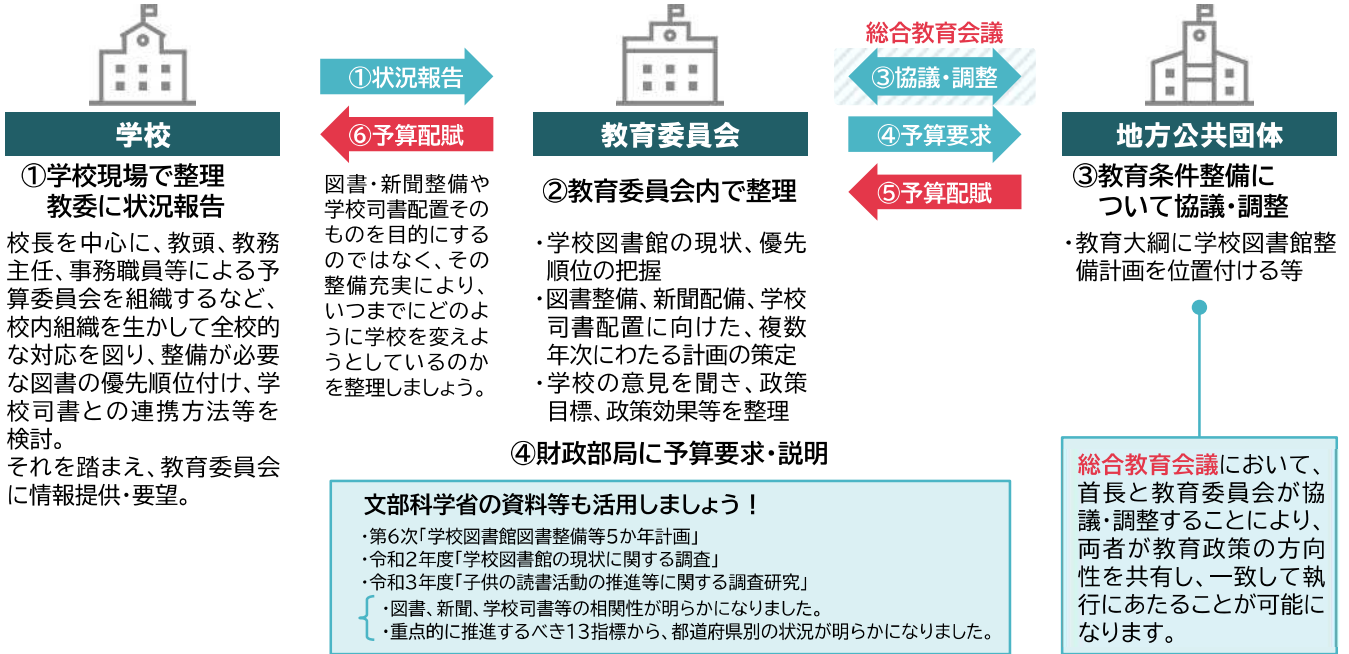 学校
①学校現場で整理
教委に状況報告
校長を中心に、教頭、教務
主任、事務職員等による予
算委員会を組織するなど、
校内組織を生かして全校的
な対応を図り、整備が必要
な図書の優先順位付け、学
校司書との連携方法等を
検討。
それを踏まえ、教育委員会
に情報提供・要望。
①状況報告
⑥予算配賦
図書・新聞整備や
学校司書配置その
ものを目的にする
のではなく、その
整備充実により、
いつまでにどのよ
うに学校を変えよ
うとしているのか
を整理しましょう。
教育委員会
②教育委員会内で整理
・学校図書館の現状、優先
順位の把握
・図書整備、新聞配備、学校
司書配置に向けた、複数
年次にわたる計画の策定
・学校の意見を聞き、政策
目標、政策効果等を整理
総合教育会議
③協議・調整
④予算要求
⑤予算配賦
地方公共団体
③教育条件整備に
ついて協議・調整
・教育大綱に学校図書館整
備計画を位置付ける等
④財政部局に予算要求・説明
文部科学省の資料等も活用しましょう！
・第6次「学校図書館図書整備等5か年計画」
・令和2年度「学校図書館の現状に関する調査」
・令和3年度「子供の読書活動の推進等に関する調査研究」
・図書、新聞、学校司書等の相関性が明らかになりました。
・重点的に推進するべき13指標から、都道府県別の状況が明らかになりました。
総合教育会議において、
首長と教育委員会が協
議・調整することにより、
両者が教育政策の方向
性を共有し、一致して執
行にあたることが可能に
なります。